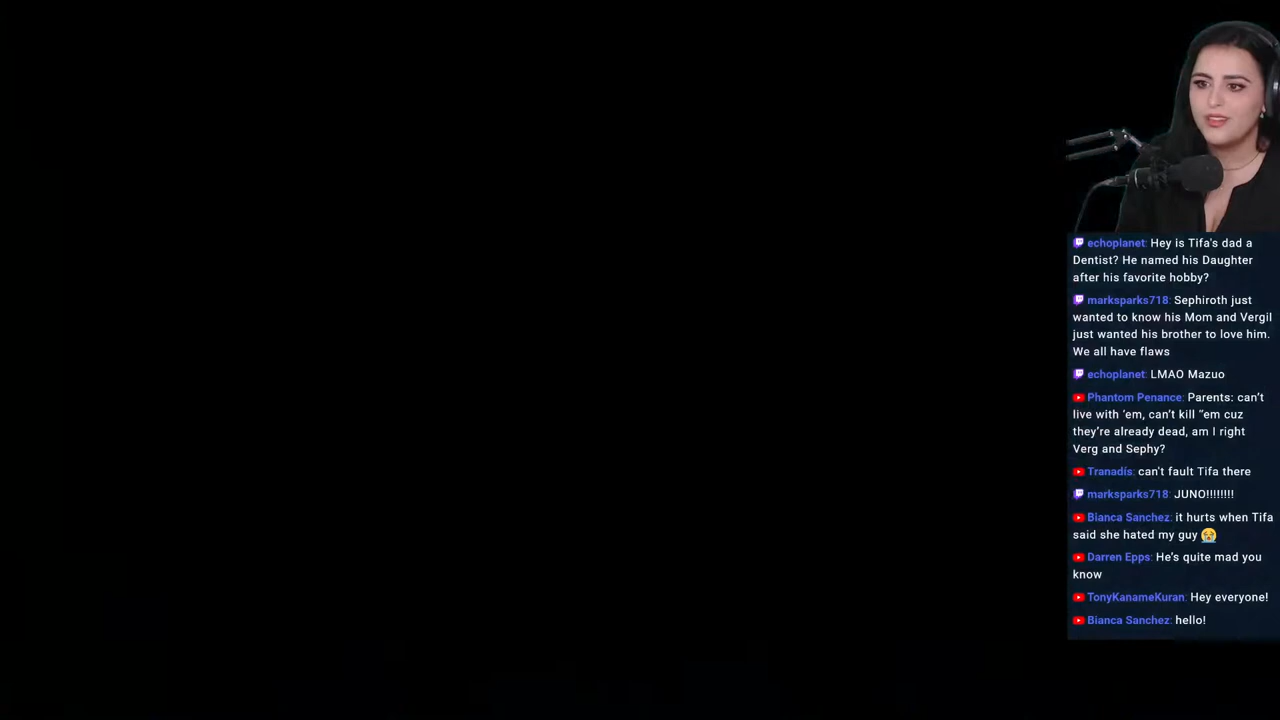 echoplanet: Hey is Tifa's dad a
Dentist? He named his Daughter
after his favorite hobby?
marksparks718: Sephiroth just
wanted to know his Mom and Vergil
just wanted his brother to love him.
We all have flaws
echoplanet: LMAO Mazuo
Phantom Penance: Parents: can’t
live with ‘em, can’t kill “em cuz
they’re already dead, am I right
Verg and Sephy?
Tranadís: can't fault Tifa there
marksparks718: JUNO!!!!!!!!
Bianca Sanchez: it hurts when Tifa
said she hated my guy 😭
Darren Epps: He's quite mad you
know
TonyKanameKuran: Hey everyone!
Bianca Sanchez: hello!